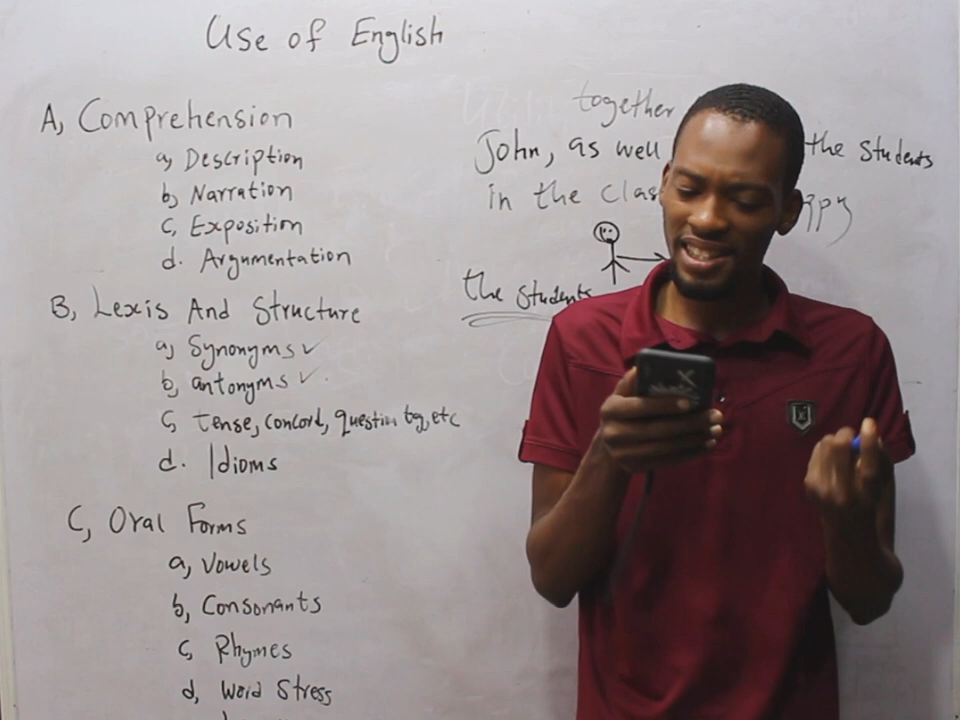 Use of English
A, Comprehension
a, Description
b, Narration
c, Exposition
d. Argumentation
B, Lexis And Structure
a, Synonyms ✓
b, antonyms ✓.
c, Tense, concord, question tag, etc
d. Idioms
C, Oral Forms
a, Vowels
b, Consonants
c, Rhymes
d, Word Stress
together
John, as well the students
in the
the students